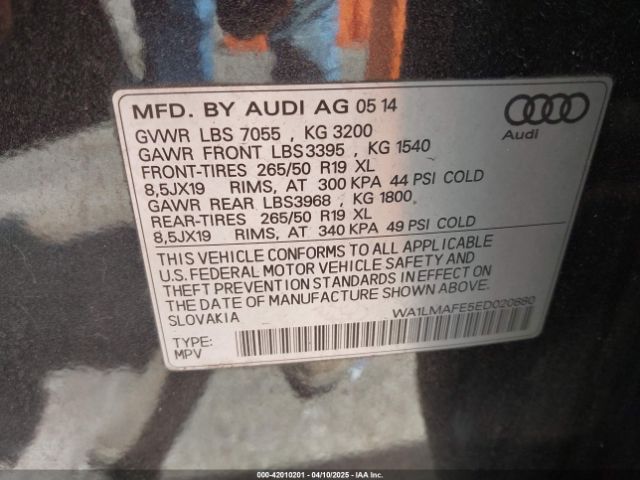 MFD. BY AUDI AG 05 14
GVWR LBS 7055 , KG 3200
GAWR FRONT LBS3395 , KG 1540
FRONT-TIRES 265/50 R19 XL
8,5JX19 RIMS, AT 300 KPA 44 PSI COLD
GAWR REAR LBS3968 , KG 1800
REAR-TIRES 265/50 R19 XL
8,5JX19 RIMS, AT 340 KPA 49 PSI COLD
Audi
THIS VEHICLE CONFORMS TO ALL APPLICABLE
U.S. FEDERAL MOTOR VEHICLE SAFETY AND
THEFT PREVENTION STANDARDS IN EFFECT ON
THE DATE OF MANUFACTURE SHOWN ABOVE.
SLOVAKIA
WA1LMAFE5ED020680
TYPE:
MPV
000-42010201 - 04/10/2025 - IAA Inc.